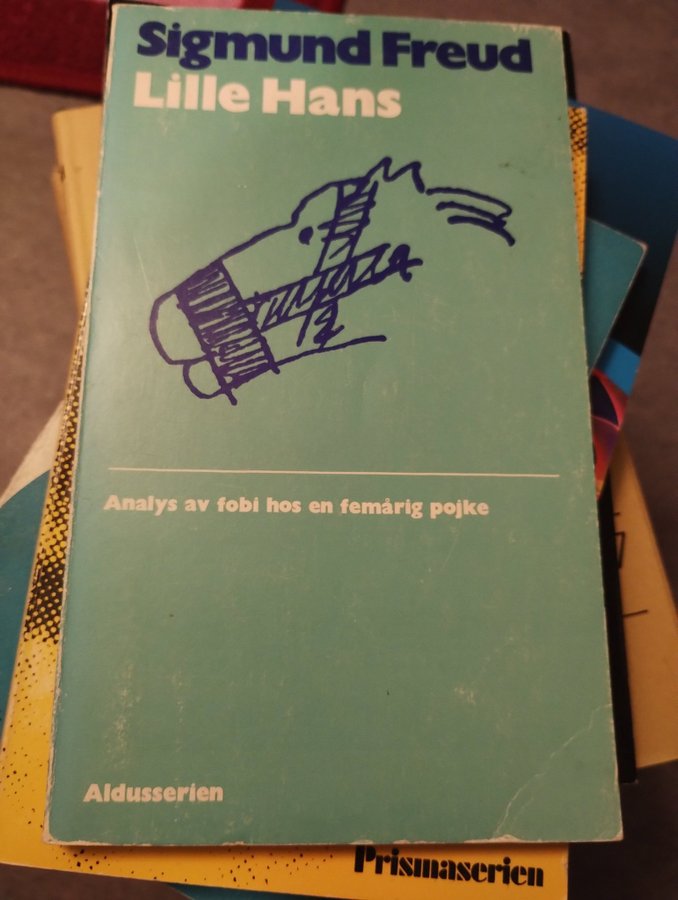 Sigmund Freud
Lille Hans
Analys av fobi hos en femårig pojke
Aldusserien
Prismaserien